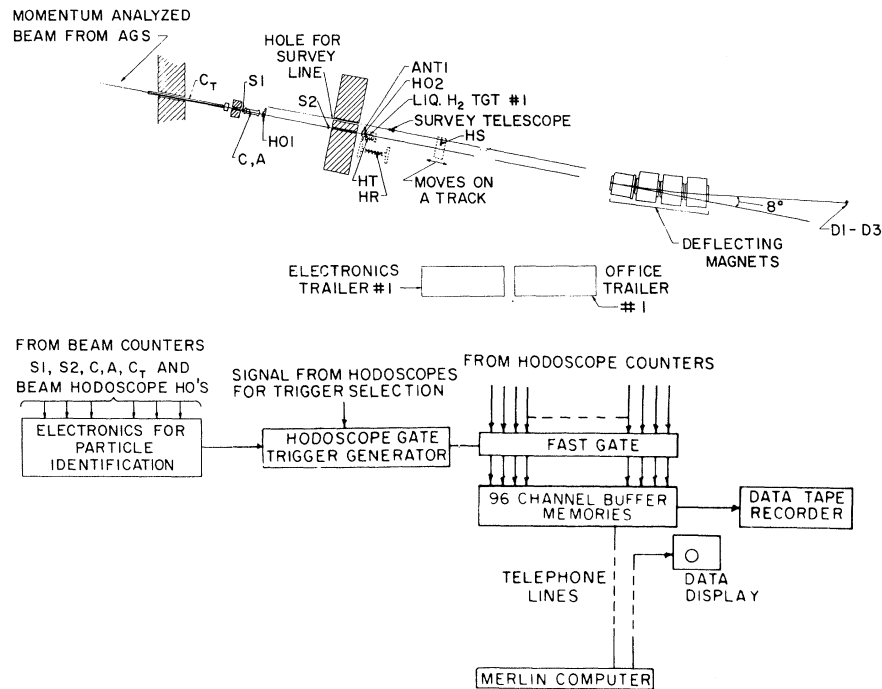 MOMENTUM ANALYZED
BEAM FROM AGS
C_T
S1
HOLE FOR
SURVEY
LINE
S2
ANT1
HO2
LIQ. H₂ TGT #1
SURVEY TELESCOPE
HS
C,A
HO1
HT
HR
MOVES ON
A TRACK
8°
D1-D3
DEFLECTING
MAGNETS
ELECTRONICS
TRAILER #1
OFFICE
TRAILER
#1
FROM BEAM COUNTERS
S1, S2, C,A, C_T AND
BEAM HODOSCOPE HO'S
SIGNAL FROM HODOSCOPES
FOR TRIGGER SELECTION
FROM HODOSCOPE COUNTERS
ELECTRONICS FOR
PARTICLE
IDENTIFICATION
HODOSCOPE GATE
TRIGGER GENERATOR
FAST GATE
96 CHANNEL BUFFER
MEMORIES
DATA TAPE
RECORDER
TELEPHONE
LINES
DATA
DISPLAY
MERLIN COMPUTER